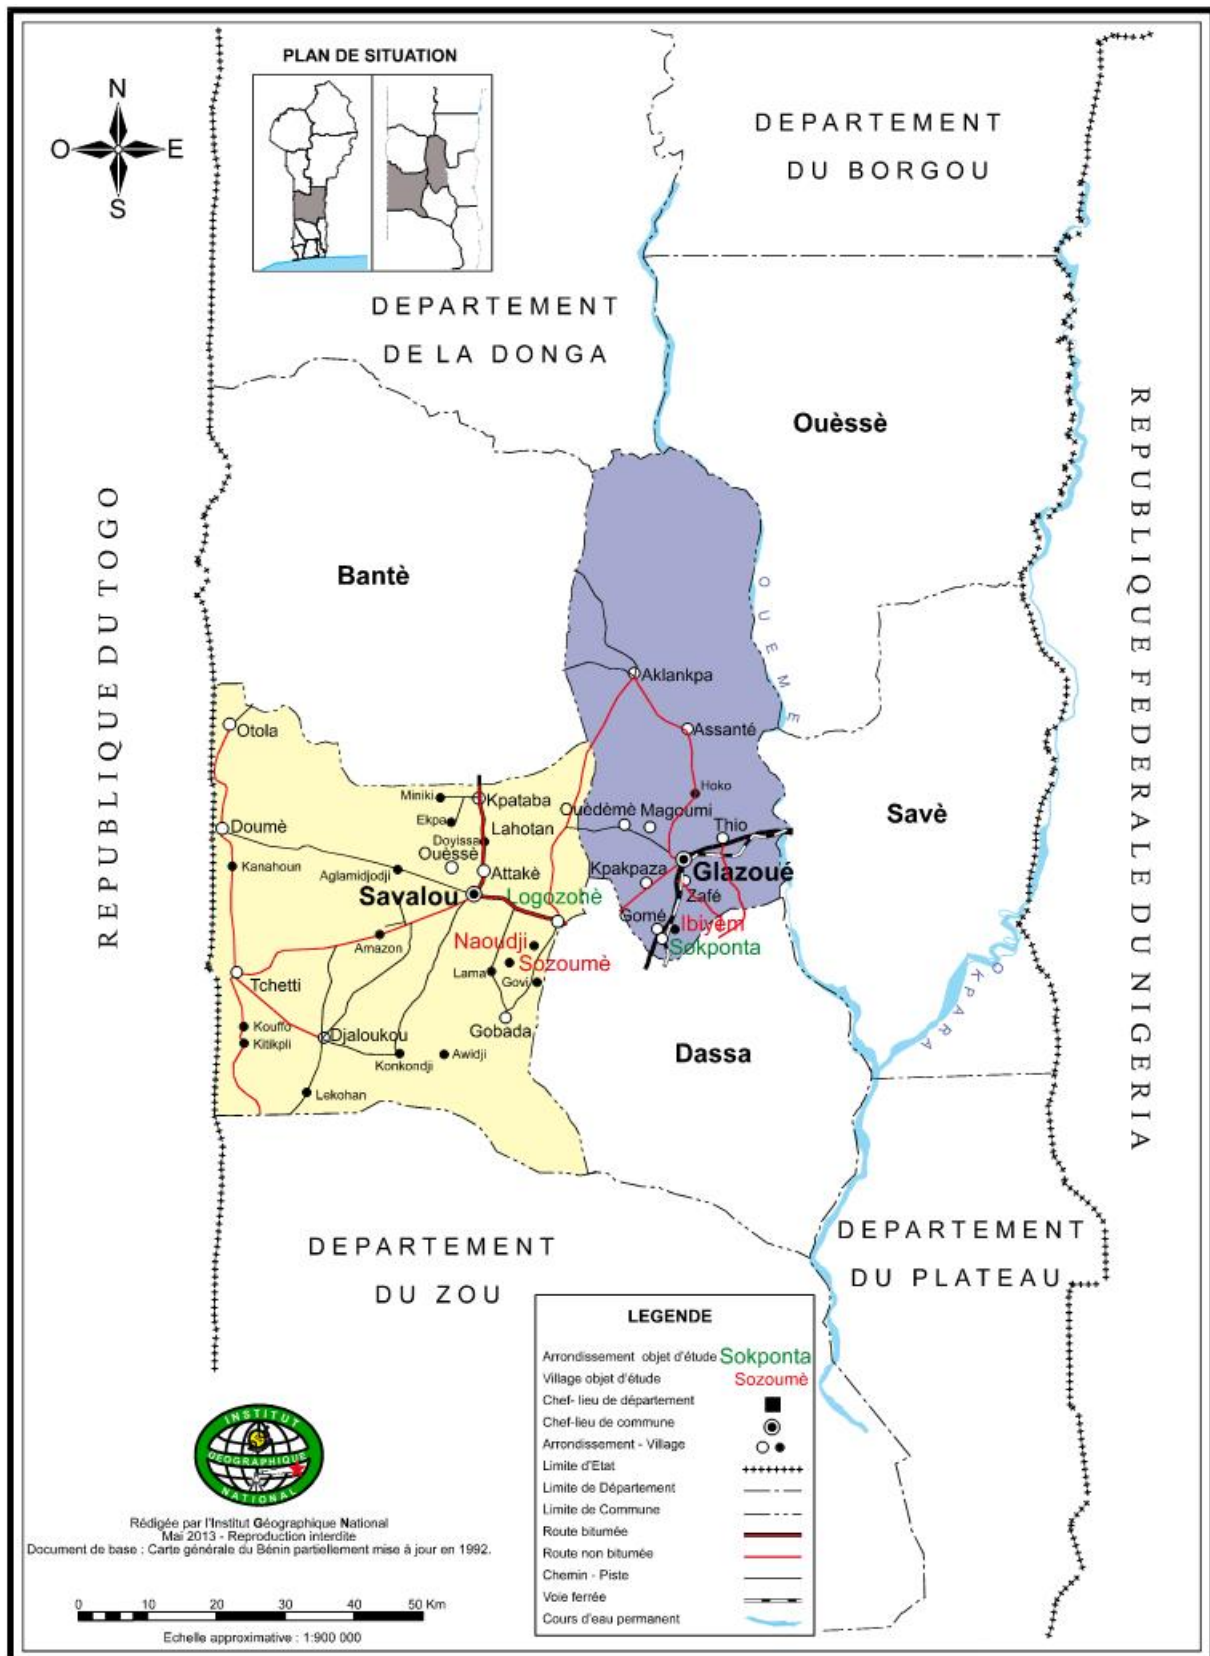 PLAN DE SITUATION
N
O
E
S
DEPARTEMENT
DU BORGOU
DEPARTEMENT
DE LA DONGA
Ouèssè
REPUBLIQUE DU TOGO
REPUBLIQUE FEDERALE DU NIGERIA
Bantè
OUEME
Aklankpa
Otola
Assanté
Miniki
Kpataba
Hoko
Ekpa
Lahotan
Ouèdèmè
Magoumi
Savè
Doumè
Doyissa
Thio
Ouèssè
Kanahoun
Aglamidjodji
Attakè
Kpakpaza
Glazoué
Savalou
Logozohè
Zafé
Gomé
Ibiyem
Amazon
Naoudji
Sokponta
Sozoumè
Lama
Govi
OKPARA
Tchetti
Kouffo
Djaloukou
Gobada
Kitikpli
Konkondji
Awidji
Dassa
Lekohan
DEPARTEMENT
DU ZOU
DEPARTEMENT
DU PLATEAU
LEGENDE
Arrondissement objet d'étude Sokponta
Village objet d'étude Sozoumè
Chef- lieu de département
Chef-lieu de commune
Arrondissement - Village
Limite d'Etat
Limite de Département
Limite de Commune
Route bitumée
Route non bitumée
Chemin - Piste
Voie ferrée
Cours d'eau permanent
INSTITUT
GEOGRAPHIQUE
NATIONAL
Rédigée par l'Institut Géographique National
Mai 2013 - Reproduction interdite
Document de base : Carte générale du Bénin partiellement mise à jour en 1992.
0 10 20 30 40 50 Km
Echelle approximative : 1:900 000